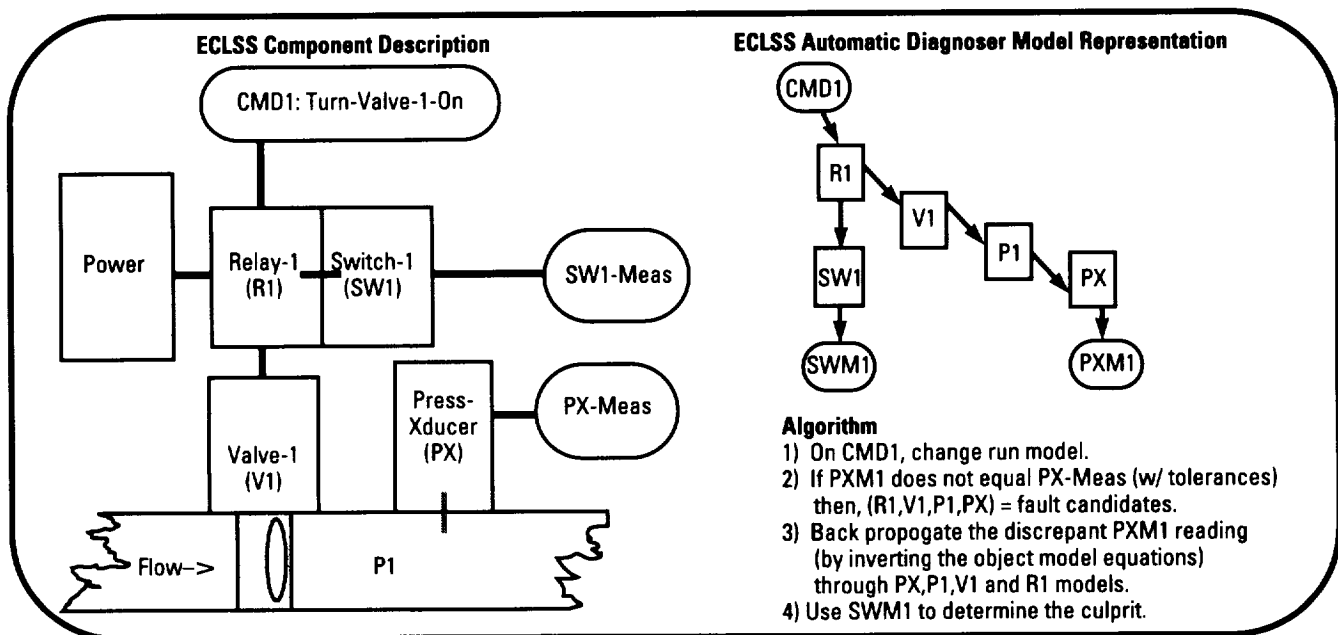 ECLSS Component Description
CMD1: Turn-Valve-1-On
Power
Relay-1
(R1)
Switch-1
(SW1)
SW1-Meas
Valve-1
(V1)
Press-
Xducer
(PX)
PX-Meas
Flow–>
P1
ECLSS Automatic Diagnoser Model Representation
CMD1
R1
V1
P1
SW1
PX
SWM1
PXM1
Algorithm
1) On CMD1, change run model.
2) If PXM1 does not equal PX-Meas (w/ tolerances)
then, (R1,V1,P1,PX) = fault candidates.
3) Back propogate the discrepant PXM1 reading
(by inverting the object model equations)
through PX,P1,V1 and R1 models.
4) Use SWM1 to determine the culprit.